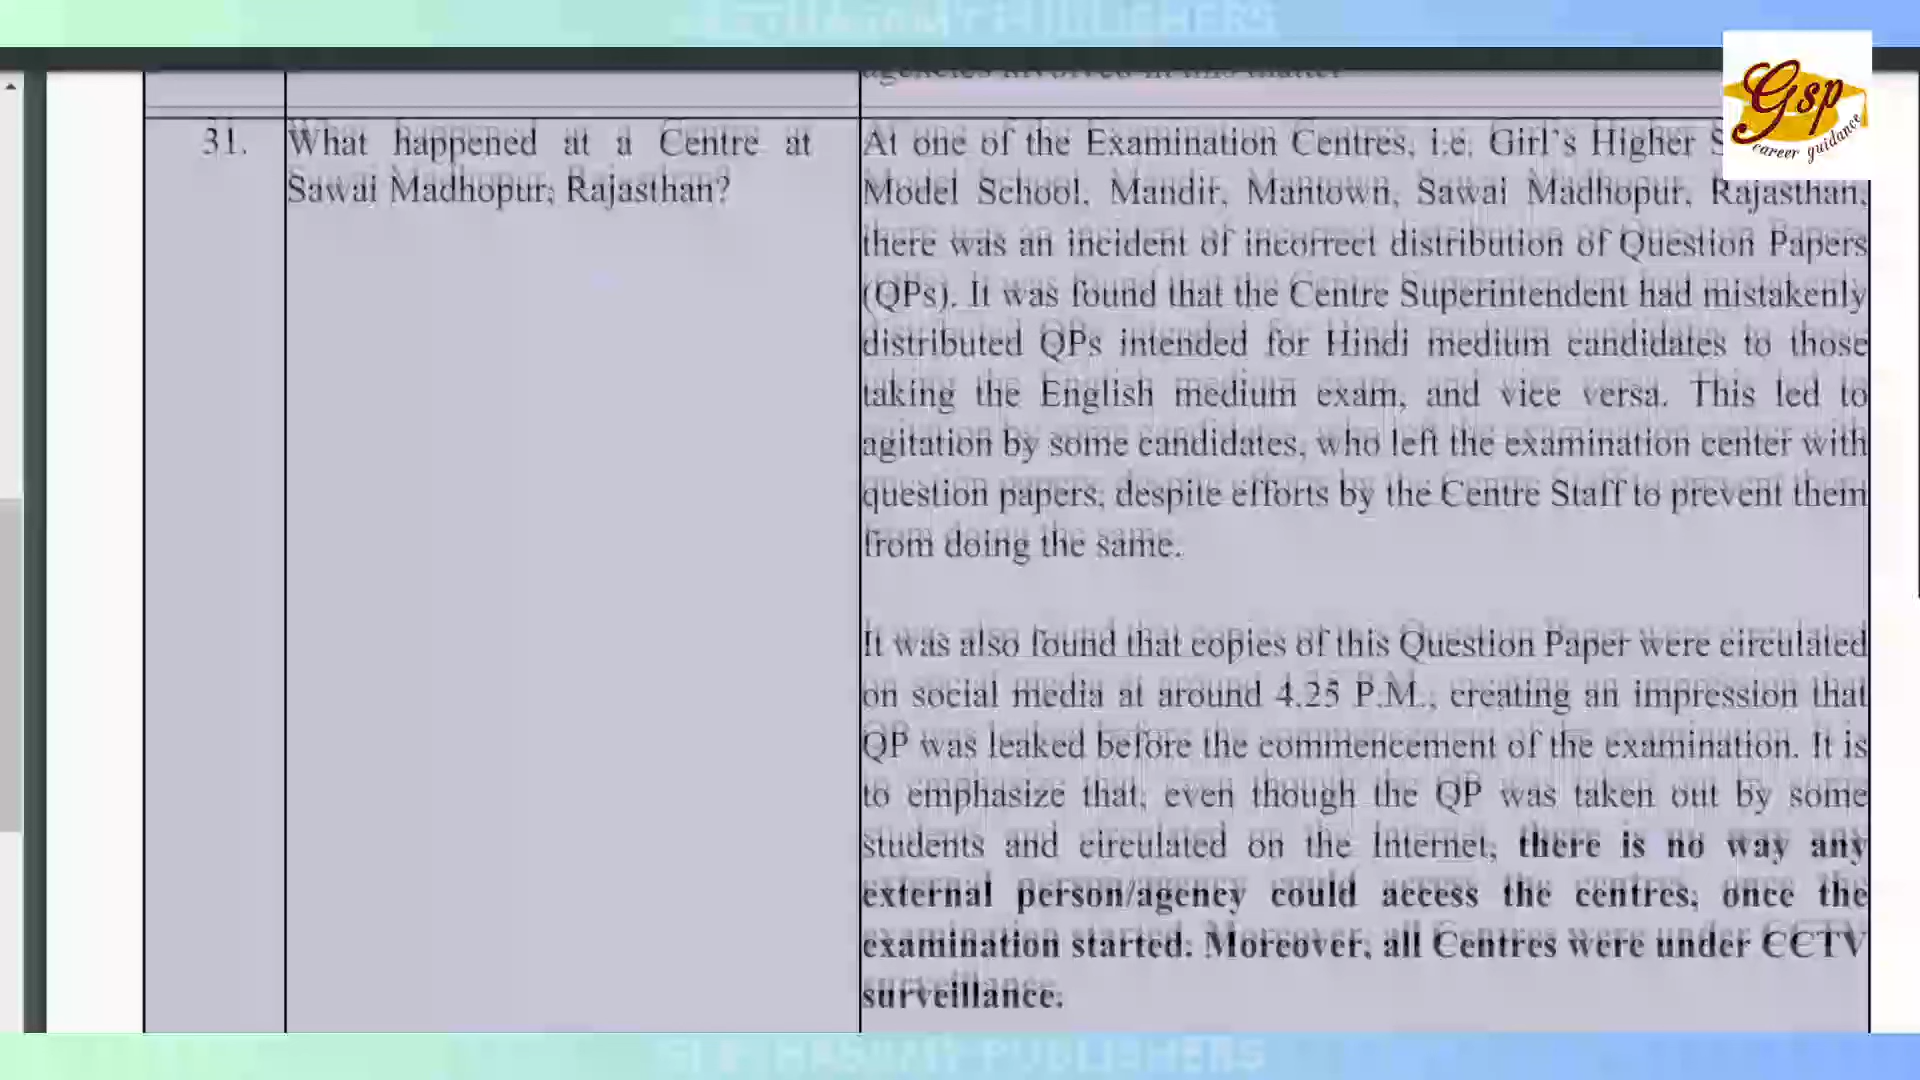 PUBLISHERS
agencies involved in this matter
Gsp
career guidance
31.
What happened at a Centre at
Sawai Madhopur, Rajasthan?
At one of the Examination Centres, i.e. Girl's Higher S
Model School, Mandir, Mantown, Sawai Madhopur, Rajasthan,
there was an incident of incorrect distribution of Question Papers
(QPs). It was found that the Centre Superintendent had mistakenly
distributed QPs intended for Hindi medium candidates to those
taking the English medium exam, and vice versa. This led to
agitation by some candidates, who left the examination center with
question papers, despite efforts by the Centre Staff to prevent them
from doing the same.
It was also found that copies of this Question Paper were circulated
on social media at around 4.25 P.M., creating an impression that
QP was leaked before the commencement of the examination. It is
to emphasize that, even though the QP was taken out by some
students and circulated on the Internet, there is no way any
external person/agency could access the centres, once the
examination started. Moreover, all Centres were under CCTV
surveillance.
PUBLISHERS